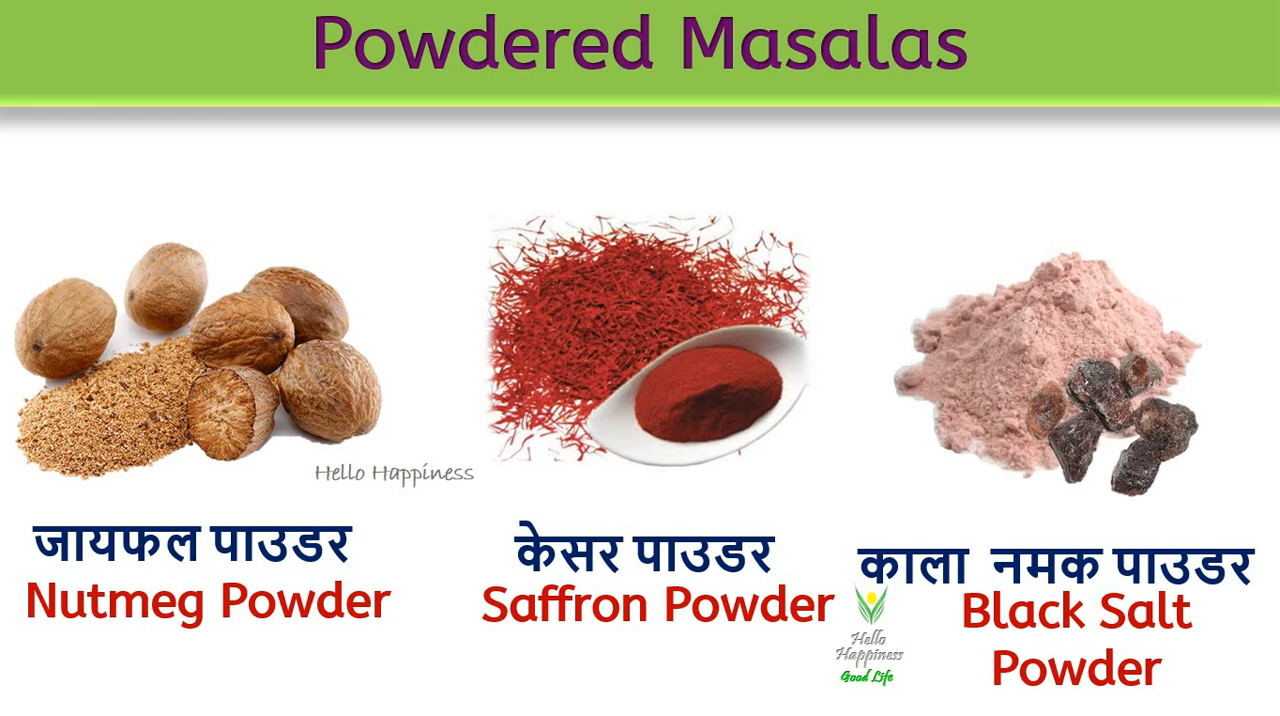 Powdered Masalas
Hello Happiness
जायफल पाउडर
Nutmeg Powder
केसर पाउडर
Saffron Powder
काला नमक पाउडर
Black Salt
Powder
Hello
Happiness
Good Life